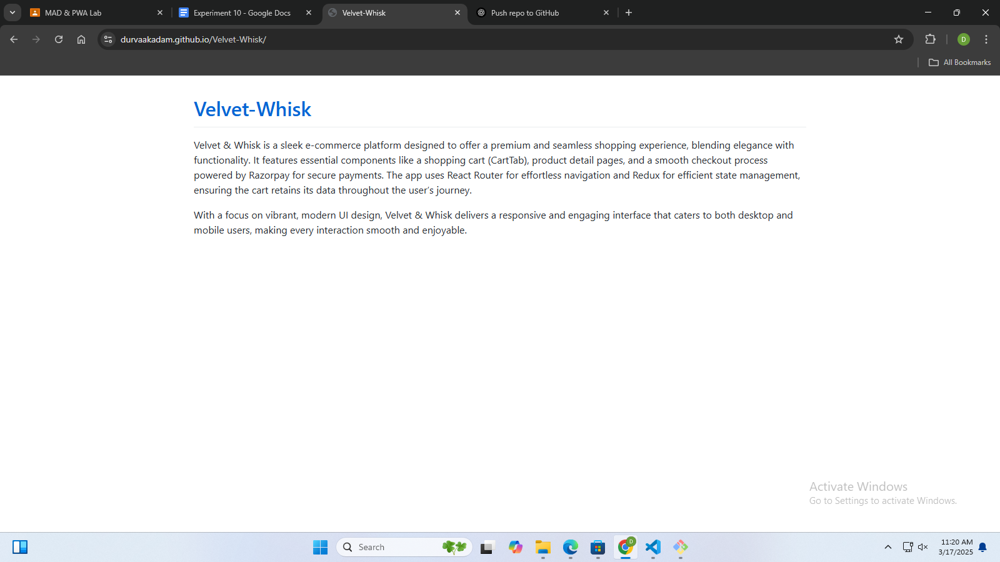 MAD & PWA Lab
Experiment 10 - Google Docs
Velvet-Whisk
Push repo to GitHub
durvaakadam.github.io/Velvet-Whisk/
D
All Bookmarks
Velvet-Whisk
Velvet & Whisk is a sleek e-commerce platform designed to offer a premium and seamless shopping experience, blending elegance with
functionality. It features essential components like a shopping cart (CartTab), product detail pages, and a smooth checkout process
powered by Razorpay for secure payments. The app uses React Router for effortless navigation and Redux for efficient state management,
ensuring the cart retains its data throughout the user’s journey.
With a focus on vibrant, modern UI design, Velvet & Whisk delivers a responsive and engaging interface that caters to both desktop and
mobile users, making every interaction smooth and enjoyable.
Activate Windows
Go to Settings to activate Windows.
Search
D
11:20 AM
3/17/2025